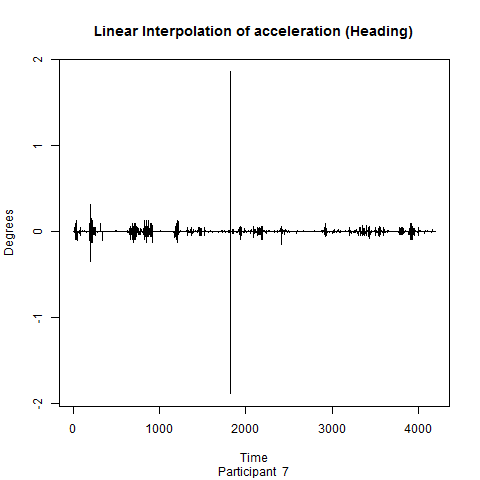 Linear Interpolation of acceleration (Heading)
2
1
0
-1
-2
Degrees
0 1000 2000 3000 4000
Time
Participant 7